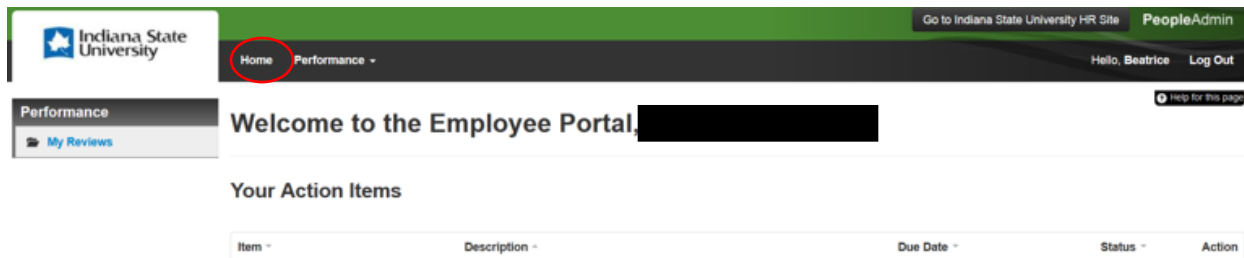 Indiana State
University
Go to Indiana State University HR Site
PeopleAdmin
Home
Performance
Hello, Beatrice
Log Out
Help for this page
Performance
My Reviews
Welcome to the Employee Portal,
Your Action Items
Item
Description
Due Date
Status
Action